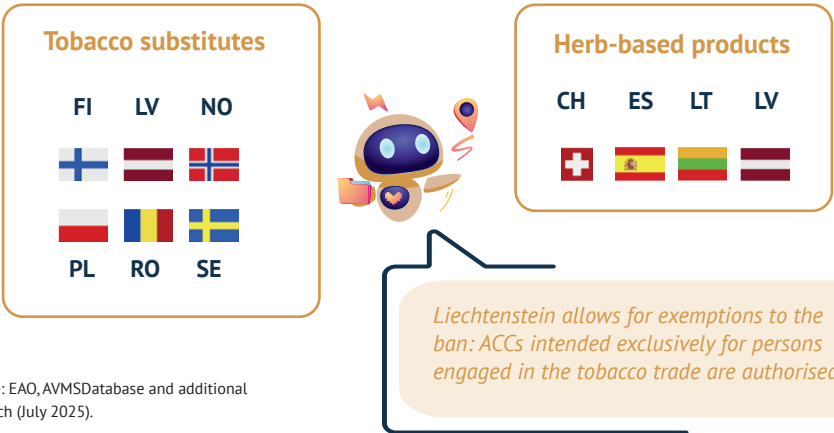 Tobacco substitutes
FI LV NO
PL RO SE
Herb-based products
CH ES LT LV
Liechtenstein allows for exemptions to the
ban: ACCs intended exclusively for persons
engaged in the tobacco trade are authorised
: EAO, AVMSDatabase and additional
(July 2025).